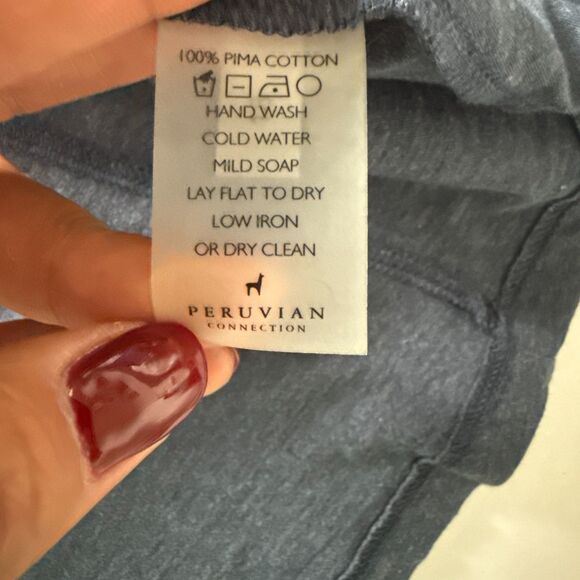 100% PIMA COTTON
HAND WASH
COLD WATER
MILD SOAP
LAY FLAT TO DRY
LOW IRON
OR DRY CLEAN
PERUVIAN
CONNECTION